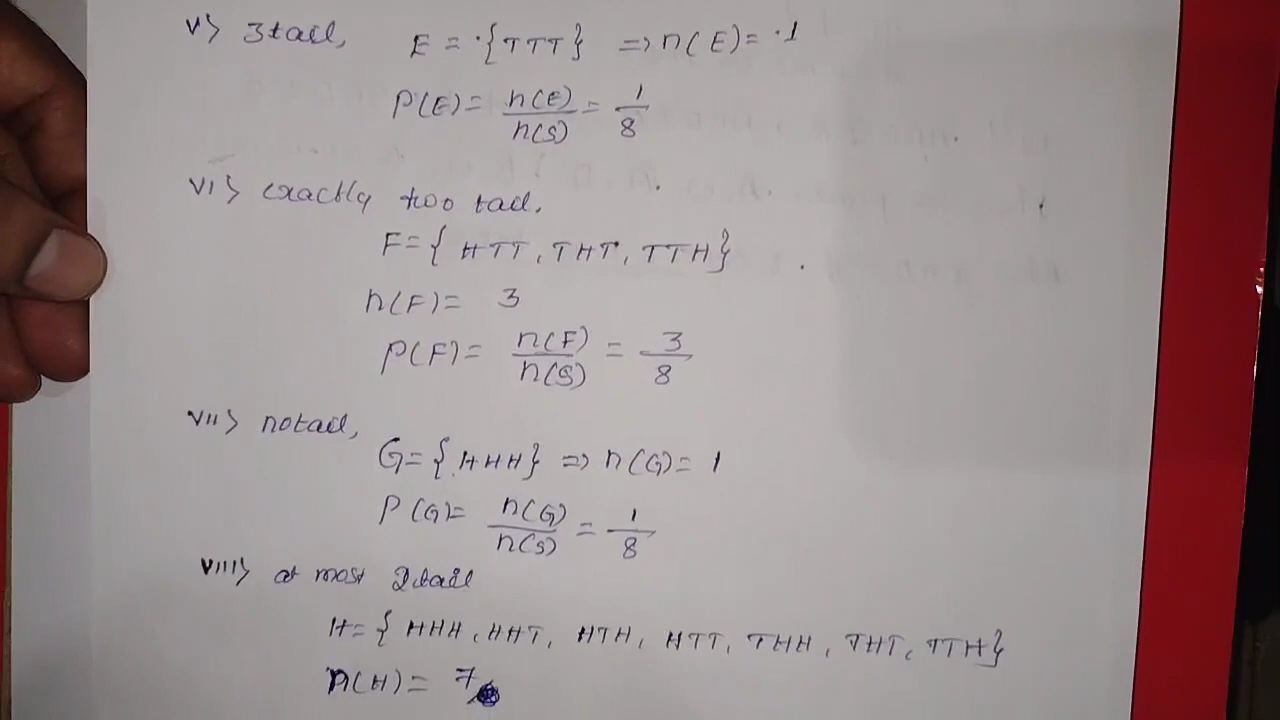 v> 3tail, E = {TTT} => n(E) = 1
P(E) = n(E)/n(S) = 1/8
vi> exactly two tail.
F = { HTT, THT, TTH}
n(F) = 3
P(F) = n(F)/n(S) = 3/8
vii> notail,
G = {HHH} => n(G) = 1
P(G) = n(G)/n(S) = 1/8
viii> at most 2tail
H = { HHH, HHT, HTH, HTT, THH, THT, TTH}
n(H) = 7